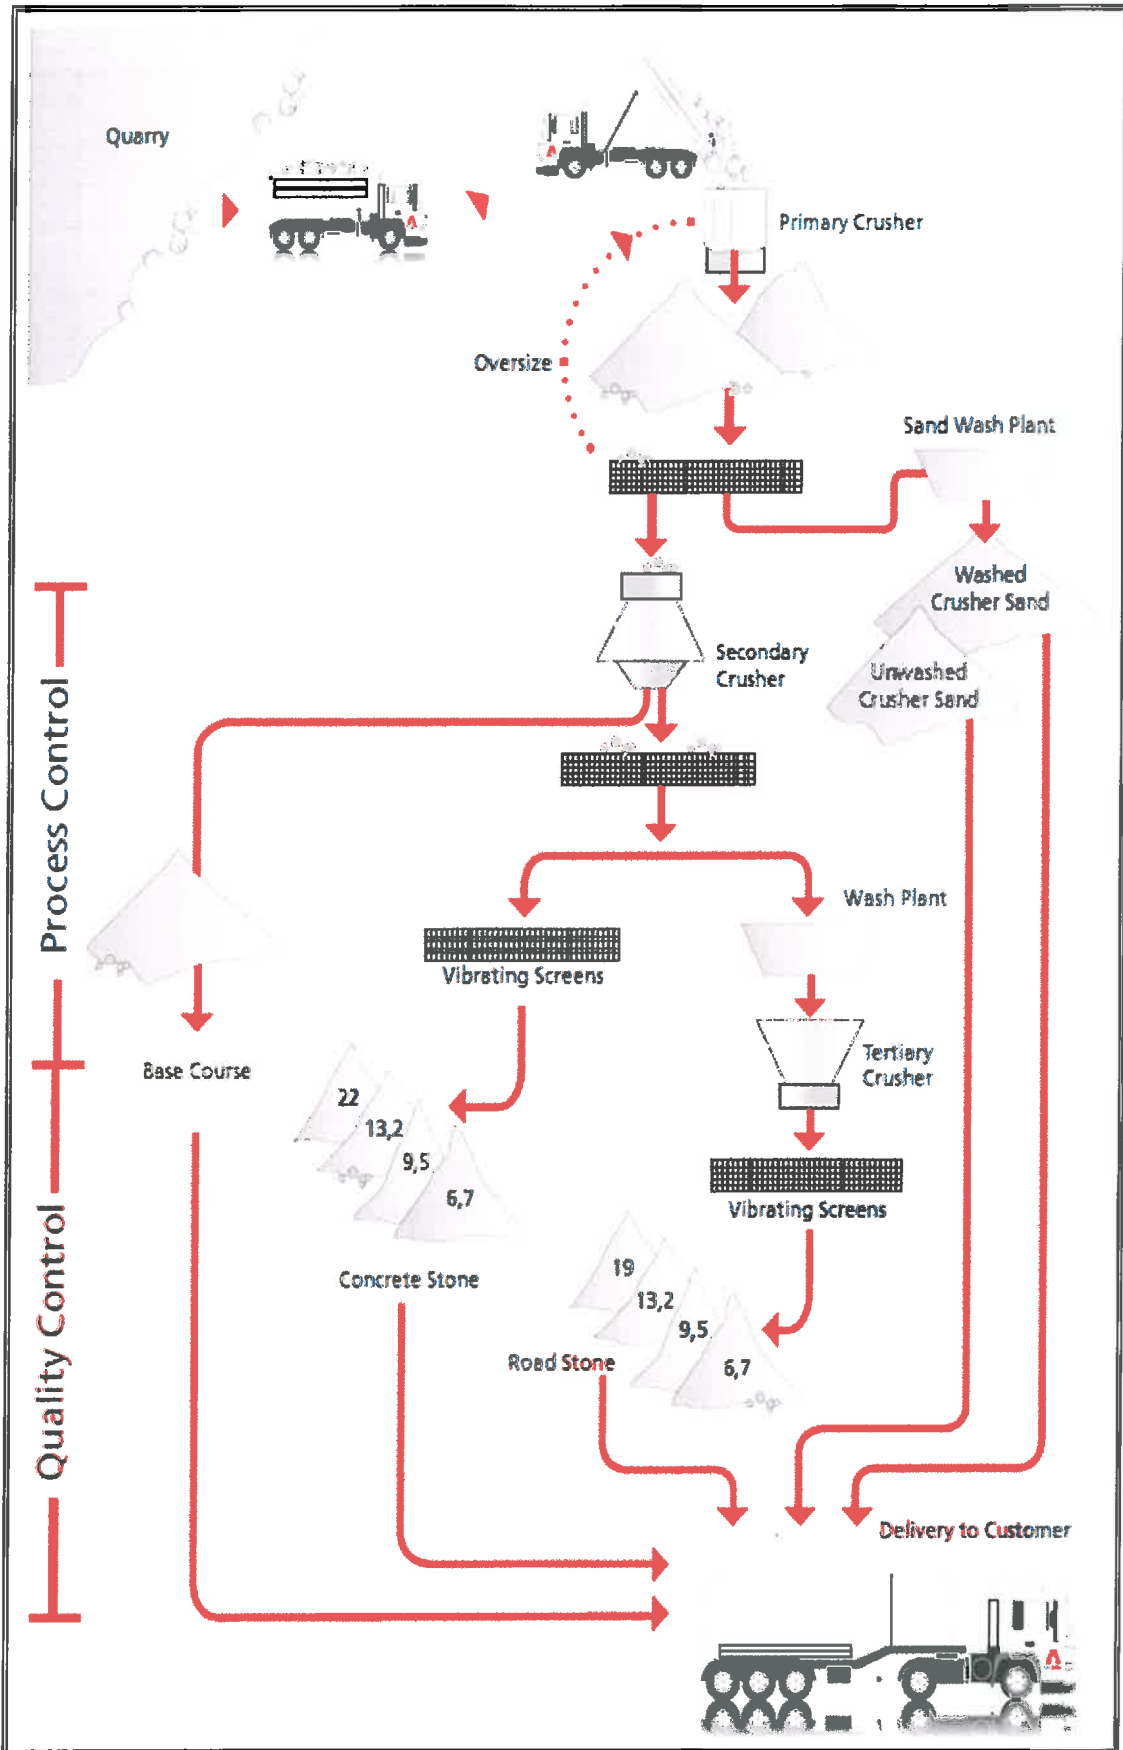 Quarry
Primary Crusher
Oversize
Sand Wash Plant
Washed
Crusher Sand
Unwashed
Crusher Sand
Secondary
Crusher
Process Control
Wash Plant
Vibrating Screens
Tertiary
Crusher
Base Course
22
13,2
9,5
6,7
Vibrating Screens
Concrete Stone
19
13,2
9,5
6,7
Road Stone
Quality Control
Delivery to Customer